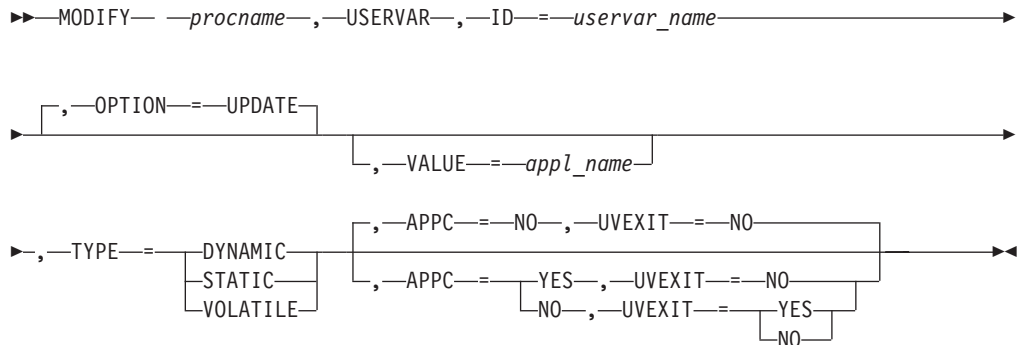 MODIFY procname , USERVAR , ID = uservar_name
, OPTION = UPDATE
, VALUE = appl_name
, APPC = NO , UVEXIT = NO
, TYPE = DYNAMIC
STATIC
VOLATILE
, APPC = YES , UVEXIT = NO
NO , UVEXIT = YES
NO